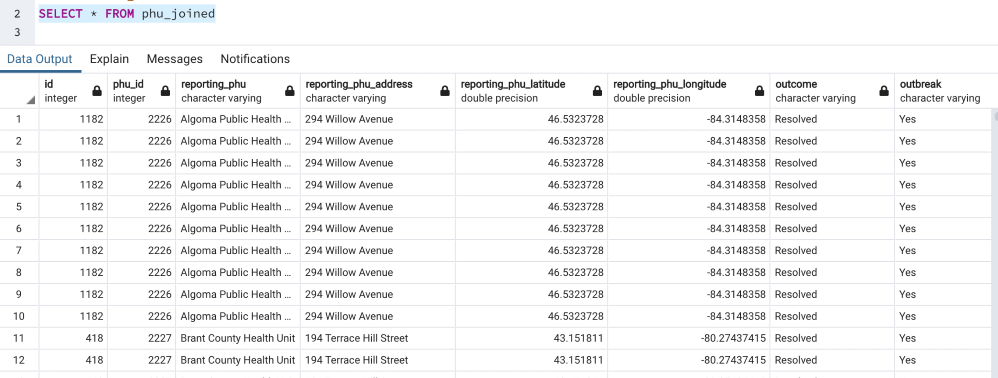 2 SELECT * FROM phu_joined
3
Data Output Explain Messages Notifications
id phu_id reporting_phu reporting_phu_address reporting_phu_latitude reporting_phu_longitude outcome outbreak
integer integer character varying character varying double precision double precision character varying character varying
1 1182 2226 Algoma Public Health ... 294 Willow Avenue 46.5323728 -84.3148358 Resolved Yes
2 1182 2226 Algoma Public Health ... 294 Willow Avenue 46.5323728 -84.3148358 Resolved Yes
3 1182 2226 Algoma Public Health ... 294 Willow Avenue 46.5323728 -84.3148358 Resolved Yes
4 1182 2226 Algoma Public Health ... 294 Willow Avenue 46.5323728 -84.3148358 Resolved Yes
5 1182 2226 Algoma Public Health ... 294 Willow Avenue 46.5323728 -84.3148358 Resolved Yes
6 1182 2226 Algoma Public Health ... 294 Willow Avenue 46.5323728 -84.3148358 Resolved Yes
7 1182 2226 Algoma Public Health ... 294 Willow Avenue 46.5323728 -84.3148358 Resolved Yes
8 1182 2226 Algoma Public Health ... 294 Willow Avenue 46.5323728 -84.3148358 Resolved Yes
9 1182 2226 Algoma Public Health ... 294 Willow Avenue 46.5323728 -84.3148358 Resolved Yes
10 1182 2226 Algoma Public Health ... 294 Willow Avenue 46.5323728 -84.3148358 Resolved Yes
11 418 2227 Brant County Health Unit 194 Terrace Hill Street 43.151811 -80.27437415 Resolved Yes
12 418 2227 Brant County Health Unit 194 Terrace Hill Street 43.151811 -80.27437415 Resolved Yes